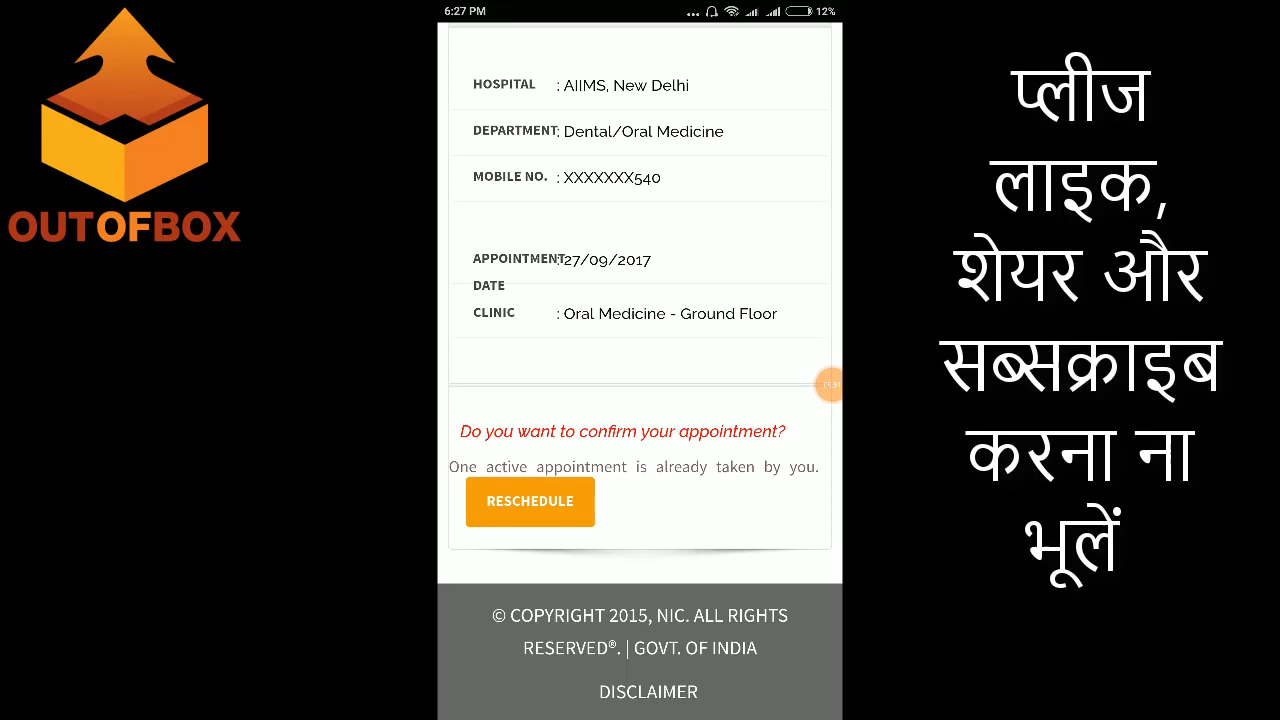 6:27 PM
12%
HOSPITAL : AIIMS, New Delhi
DEPARTMENT : Dental/Oral Medicine
MOBILE NO. : XXXXXXX540
APPOINTMENT DATE : 27/09/2017
CLINIC : Oral Medicine - Ground Floor
Do you want to confirm your appointment?
One active appointment is already taken by you.
RESCHEDULE
© COPYRIGHT 2015, NIC. ALL RIGHTS
RESERVED®. | GOVT. OF INDIA
DISCLAIMER
OUTOFBOX
प्लीज
लाइक,
शेयर और
सब्सक्राइब
करना ना
भूलें